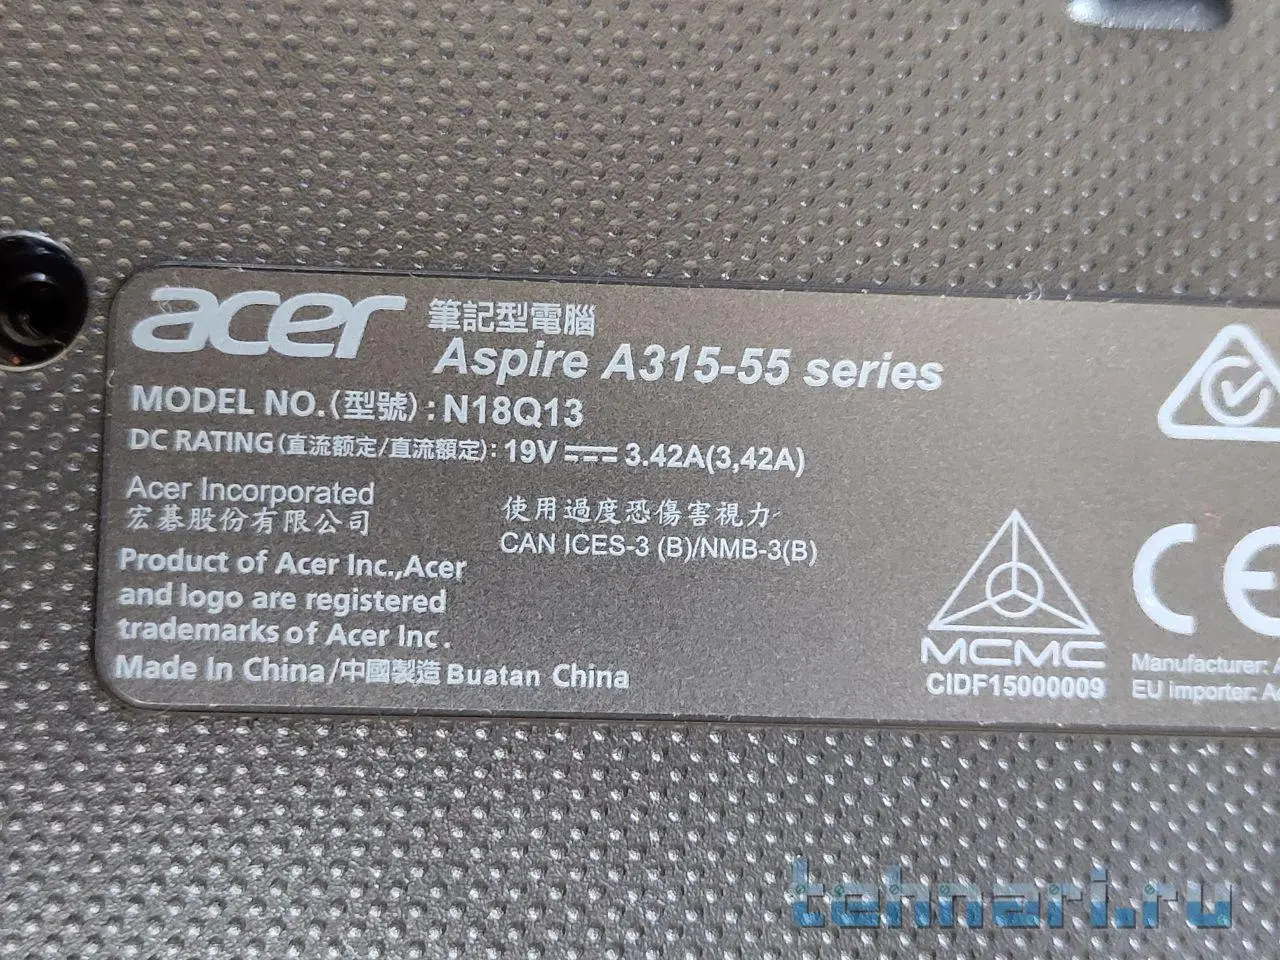 acer 筆記型電腦
Aspire A315-55 series
MODEL NO.(型號):N18Q13
DC RATING(直流额定/直流額定):19V 3.42A(3,42A)
Acer Incorporated
宏碁股份有限公司
使用過度恐傷害視力
CAN ICES-3 (B)/NMB-3(B)
Product of Acer Inc.,Acer
and logo are registered
trademarks of Acer Inc.
Made In China/中國製造 Buatan China
MCMC
CIDF15000009
CE
Manufacturer: A
EU importer: A
tehnari.ru